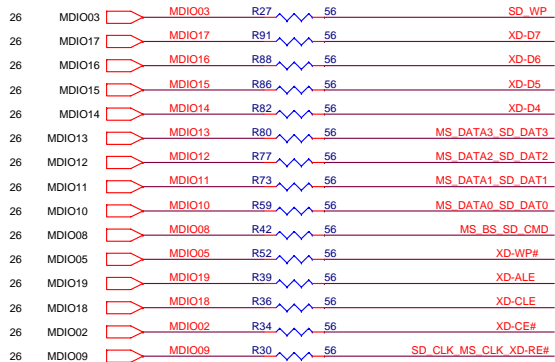 26 MDIO03 MDIO03 R27 56 SD_WP
26 MDIO17 MDIO17 R91 56 XD-D7
26 MDIO16 MDIO16 R88 56 XD-D6
26 MDIO15 MDIO15 R86 56 XD-D5
26 MDIO14 MDIO14 R82 56 XD-D4
26 MDIO13 MDIO13 R80 56 MS_DATA3_SD_DAT3
26 MDIO12 MDIO12 R77 56 MS_DATA2_SD_DAT2
26 MDIO11 MDIO11 R73 56 MS_DATA1_SD_DAT1
26 MDIO10 MDIO10 R59 56 MS_DATA0_SD_DAT0
26 MDIO08 MDIO08 R42 56 MS_BS_SD_CMD
26 MDIO05 MDIO05 R52 56 XD-WP#
26 MDIO19 MDIO19 R39 56 XD-ALE
26 MDIO18 MDIO18 R36 56 XD-CLE
26 MDIO02 MDIO02 R34 56 XD-CE#
26 MDIO09 MDIO09 R30 56 SD_CLK_MS_CLK_XD-RE#